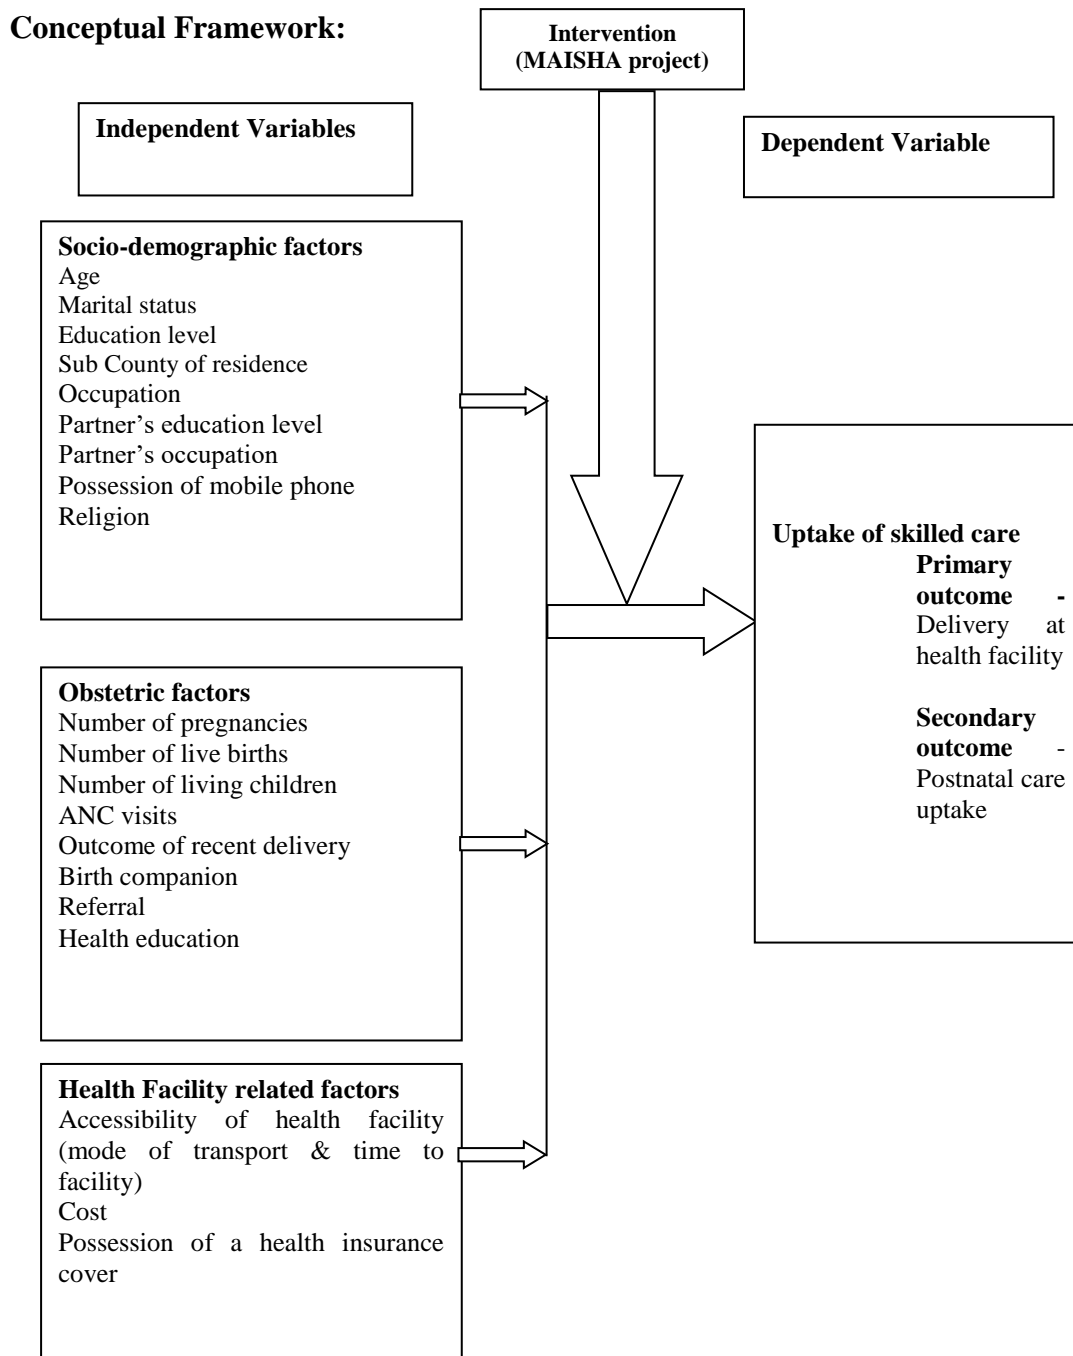 Conceptual Framework:
Intervention
(MAISHA project)
Independent Variables
Dependent Variable
Socio-demographic factors
Age
Marital status
Education level
Sub County of residence
Occupation
Partner’s education level
Partner’s occupation
Possession of mobile phone
Religion
Obstetric factors
Number of pregnancies
Number of live births
Number of living children
ANC visits
Outcome of recent delivery
Birth companion
Referral
Health education
Health Facility related factors
Accessibility of health facility
(mode of transport & time to
facility)
Cost
Possession of a health insurance
cover
Uptake of skilled care
Primary
outcome -
Delivery at
health facility
Secondary
outcome -
Postnatal care
uptake